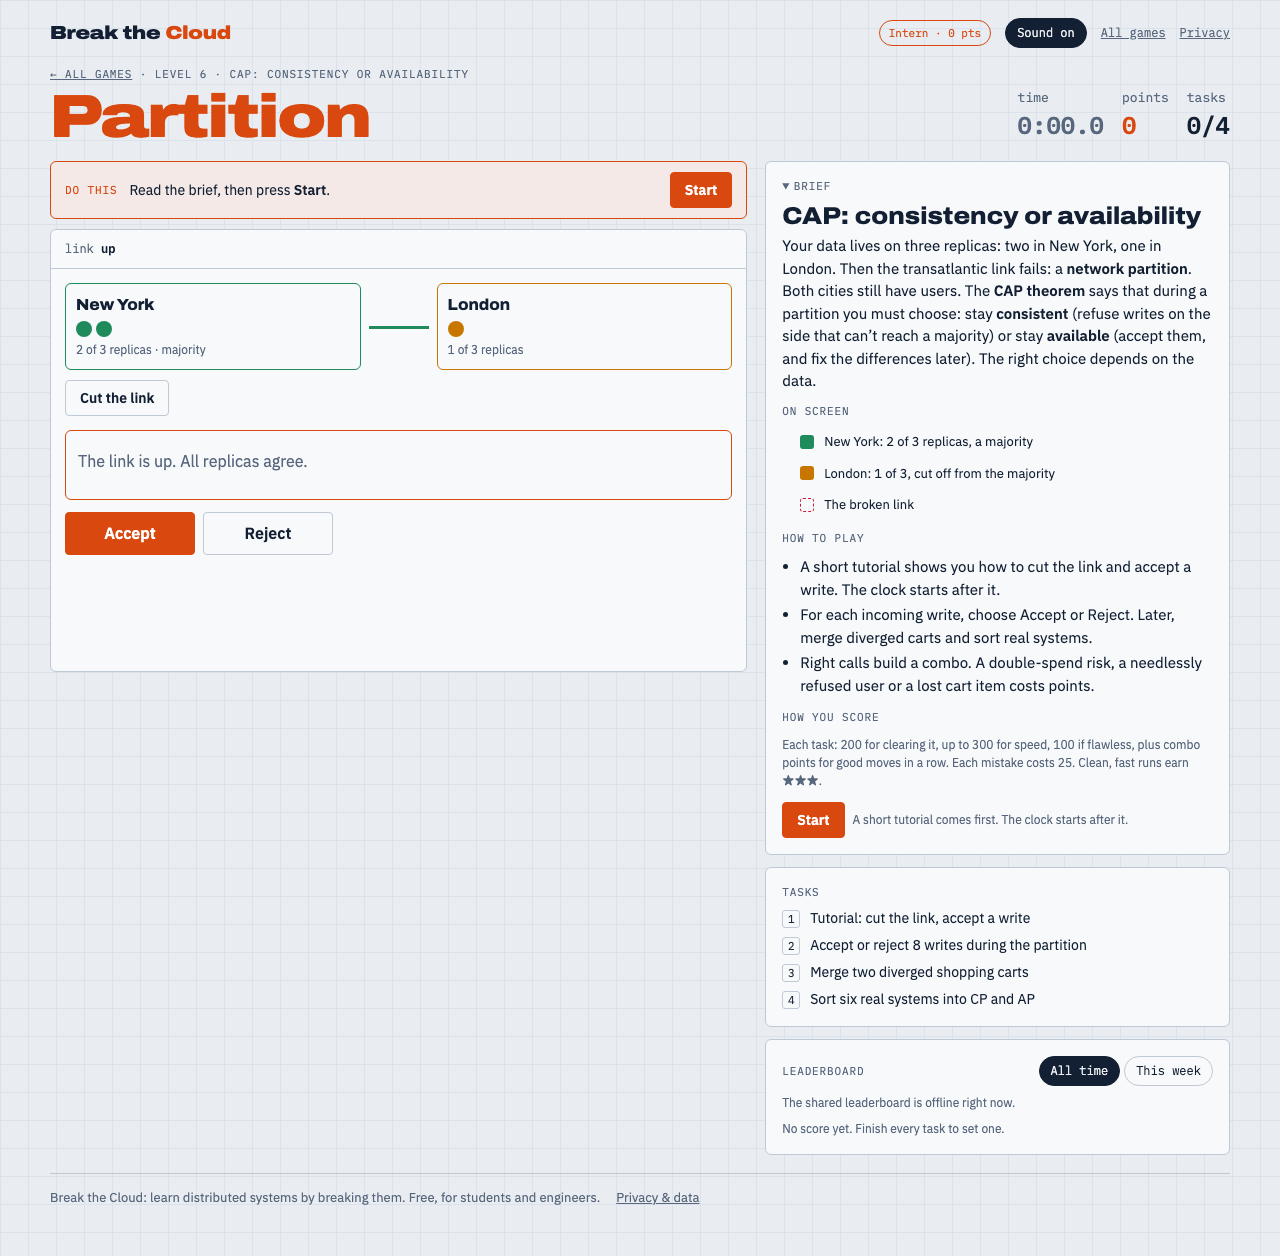 Break the Cloud
Intern · 0 pts
Sound on
All games
Privacy
← ALL GAMES · LEVEL 6 · CAP: CONSISTENCY OR AVAILABILITY
Partition
time
0:00.0
points
0
tasks
0/4
DO THIS Read the brief, then press Start.
Start
link up
New York
2 of 3 replicas · majority
London
1 of 3 replicas
Cut the link
The link is up. All replicas agree.
Accept
Reject
▼ BRIEF
CAP: consistency or availability
Your data lives on three replicas: two in New York, one in
London. Then the transatlantic link fails: a network partition.
Both cities still have users. The CAP theorem says that during a
partition you must choose: stay consistent (refuse writes on the
side that can’t reach a majority) or stay available (accept them,
and fix the differences later). The right choice depends on the
data.
ON SCREEN
New York: 2 of 3 replicas, a majority
London: 1 of 3, cut off from the majority
The broken link
HOW TO PLAY
• A short tutorial shows you how to cut the link and accept a
write. The clock starts after it.
• For each incoming write, choose Accept or Reject. Later,
merge diverged carts and sort real systems.
• Right calls build a combo. A double-spend risk, a needlessly
refused user or a lost cart item costs points.
HOW YOU SCORE
Each task: 200 for clearing it, up to 300 for speed, 100 if flawless, plus combo
points for good moves in a row. Each mistake costs 25. Clean, fast runs earn
★★★.
Start
A short tutorial comes first. The clock starts after it.
TASKS
1 Tutorial: cut the link, accept a write
2 Accept or reject 8 writes during the partition
3 Merge two diverged shopping carts
4 Sort six real systems into CP and AP
LEADERBOARD
All time
This week
The shared leaderboard is offline right now.
No score yet. Finish every task to set one.
Break the Cloud: learn distributed systems by breaking them. Free, for students and engineers.
Privacy & data